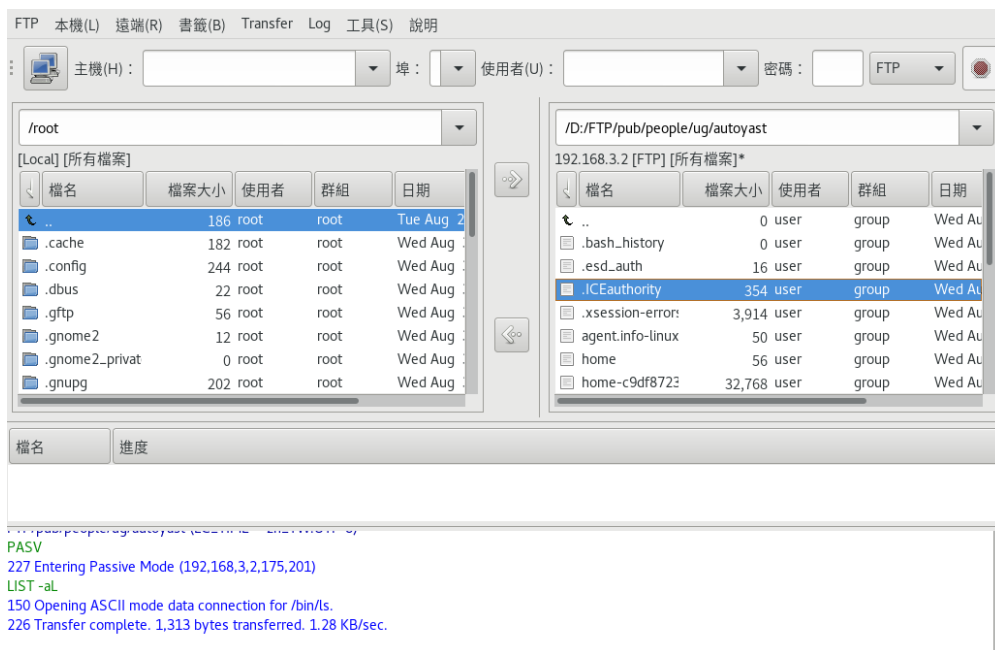 FTP 本機(L) 遠端(R) 書籤(B) Transfer Log 工具(S) 說明
主機(H)： 埠： 使用者(U)： 密碼： FTP
/root
[Local] [所有檔案]
檔名 檔案大小 使用者 群組 日期
.. 186 root root Tue Aug 2
.cache 182 root root Wed Aug
.config 244 root root Wed Aug
.dbus 22 root root Wed Aug
.gftp 56 root root Wed Aug
.gnome2 12 root root Wed Aug
.gnome2_privat 0 root root Wed Aug
.gnupg 202 root root Wed Aug
/D:/FTP/pub/people/ug/autoyast
192.168.3.2 [FTP] [所有檔案]*
檔名 檔案大小 使用者 群組 日期
.. 0 user group Wed Au
.bash_history 0 user group Wed Au
.esd_auth 16 user group Wed Au
.ICEauthority 354 user group Wed Au
.xsession-errors 3,914 user group Wed Au
agent.info-linux 50 user group Wed Au
home 56 user group Wed Au
home-c9df8723 32,768 user group Wed Au
檔名 進度
PASV
227 Entering Passive Mode (192,168,3,2,175,201)
LIST -aL
150 Opening ASCII mode data connection for /bin/ls.
226 Transfer complete. 1,313 bytes transferred. 1.28 KB/sec.